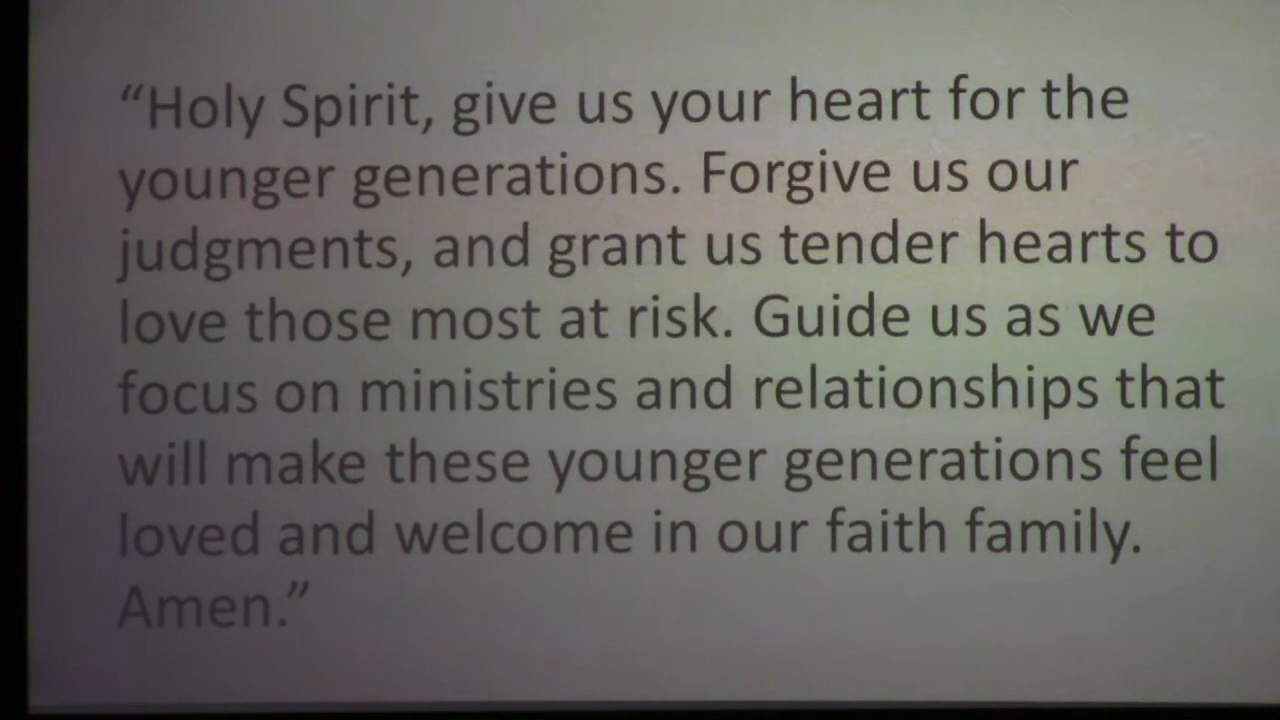 “Holy Spirit, give us your heart for the
younger generations. Forgive us our
judgments, and grant us tender hearts to
love those most at risk. Guide us as we
focus on ministries and relationships that
will make these younger generations feel
loved and welcome in our faith family.
Amen.”